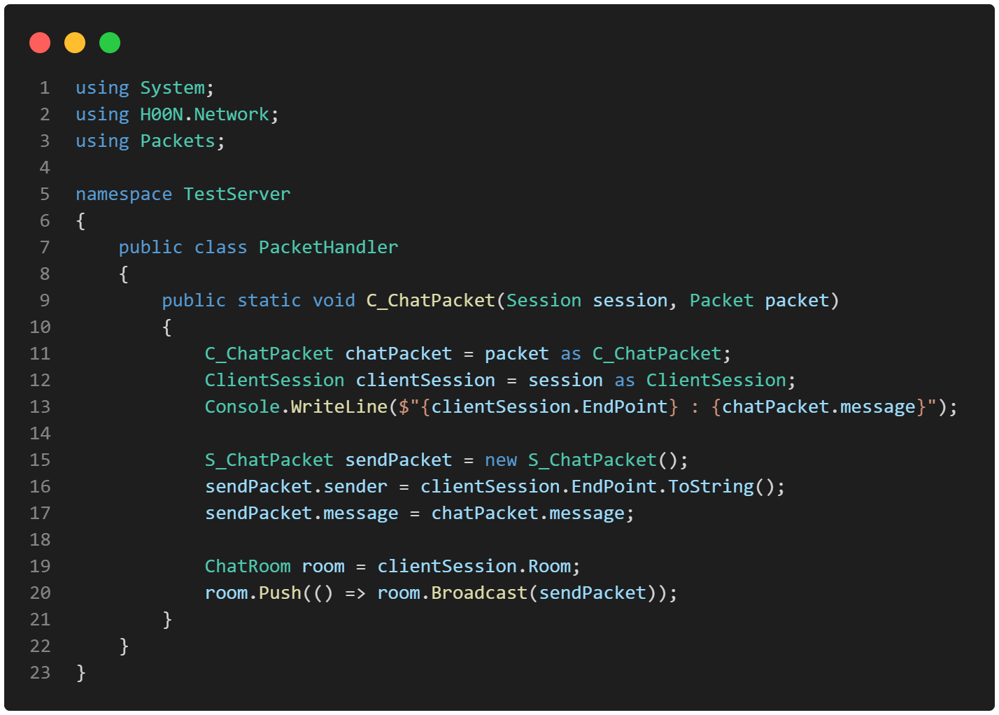 1 using System;
2 using H00N.Network;
3 using Packets;
4
5 namespace TestServer
6 {
7     public class PacketHandler
8     {
9         public static void C_ChatPacket(Session session, Packet packet)
10         {
11             C_ChatPacket chatPacket = packet as C_ChatPacket;
12             ClientSession clientSession = session as ClientSession;
13             Console.WriteLine($"{clientSession.EndPoint} : {chatPacket.message}");
14
15             S_ChatPacket sendPacket = new S_ChatPacket();
16             sendPacket.sender = clientSession.EndPoint.ToString();
17             sendPacket.message = chatPacket.message;
18
19             ChatRoom room = clientSession.Room;
20             room.Push(() => room.Broadcast(sendPacket));
21         }
22     }
23 }